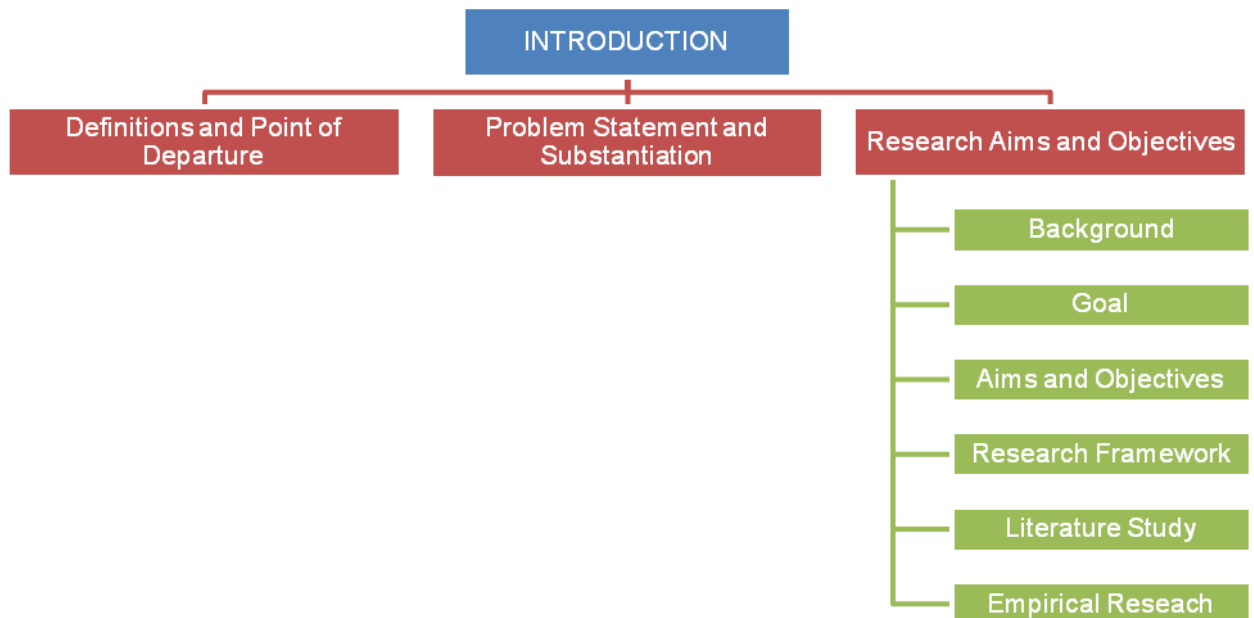 INTRODUCTION
Definitions and Point of
Departure
Problem Statement and
Substantiation
Research Aims and Objectives
Background
Goal
Aims and Objectives
Research Framework
Literature Study
Empirical Reseach